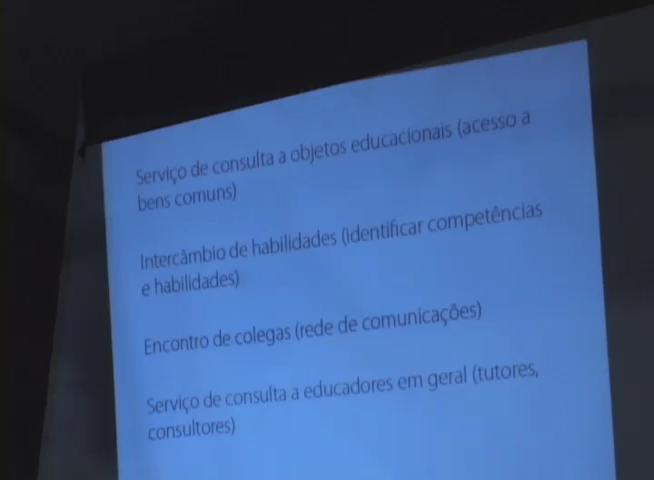 Serviço de consulta a objetos educacionais (acesso a
bens comuns)
Intercâmbio de habilidades (identificar competências
e habilidades)
Encontro de colegas (rede de comunicações)
Serviço de consulta a educadores em geral (tutores,
consultores)